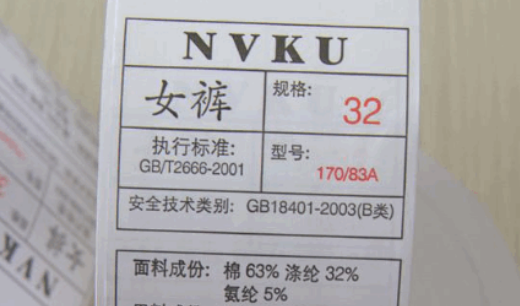 NVKU
女裤
规格:
32
执行标准:
GB/T2666-2001
型号:
170/83A
安全技术类别: GB18401-2003(B类)
面料成份: 棉 63% 涤纶 32%
氨纶 5%